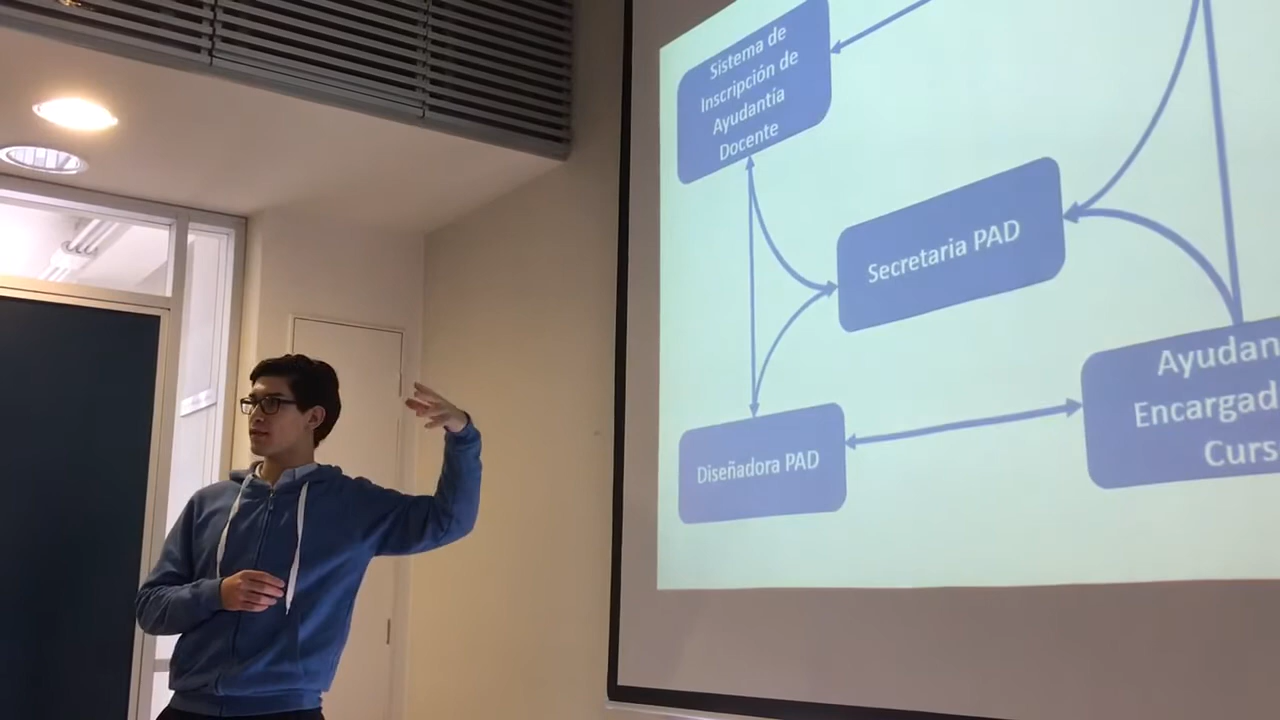 Sistema de
Inscripción de
Ayudantía
Docente
Secretaria PAD
Diseñadora PAD